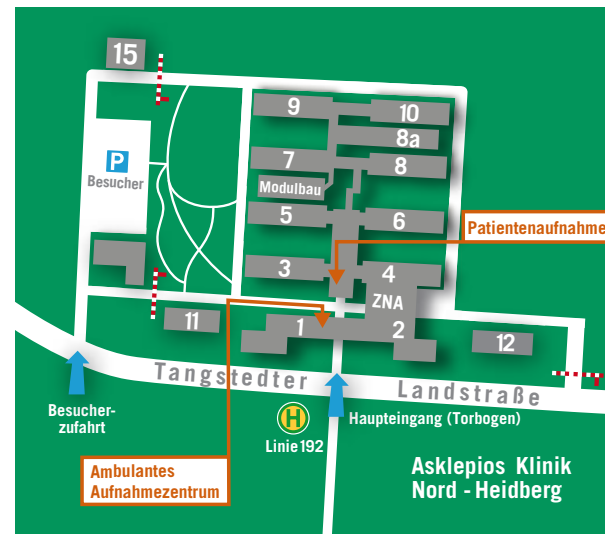 15
9
10
8a
P
Besucher
7
8
Modulbau
5
6
Patientenaufnahme
3
4
ZNA
11
1
2
12
Tangstedter Landstraße
Besucher-
zufahrt
H
Linie 192
Haupteingang (Torbogen)
Ambulantes
Aufnahmezentrum
Asklepios Klinik
Nord - Heidberg